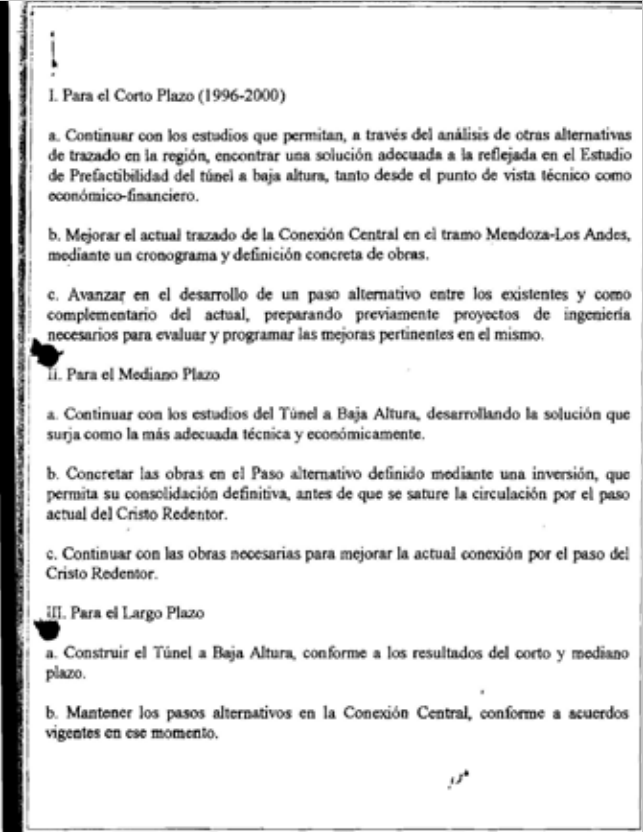 I. Para el Corto Plazo (1996-2000)
a. Continuar con los estudios que permitan, a través del análisis de otras alternativas
de trazado en la región, encontrar una solución adecuada a la reflejada en el Estudio
de Prefactibilidad del túnel a baja altura, tanto desde el punto de vista técnico como
económico-financiero.
b. Mejorar el actual trazado de la Conexión Central en el tramo Mendoza-Los Andes,
mediante un cronograma y definición concreta de obras.
c. Avanzar en el desarrollo de un paso alternativo entre los existentes y como
complementario del actual, preparando previamente proyectos de ingeniería
necesarios para evaluar y programar las mejoras pertinentes en el mismo.
II. Para el Mediano Plazo
a. Continuar con los estudios del Túnel a Baja Altura, desarrollando la solución que
surja como la más adecuada técnica y económicamente.
b. Concretar las obras en el Paso alternativo definido mediante una inversión, que
permita su consolidación definitiva, antes de que se sature la circulación por el paso
actual del Cristo Redentor.
c. Continuar con las obras necesarias para mejorar la actual conexión por el paso del
Cristo Redentor.
III. Para el Largo Plazo
a. Construir el Túnel a Baja Altura, conforme a los resultados del corto y mediano
plazo.
b. Mantener los pasos alternativos en la Conexión Central, conforme a acuerdos
vigentes en ese momento.